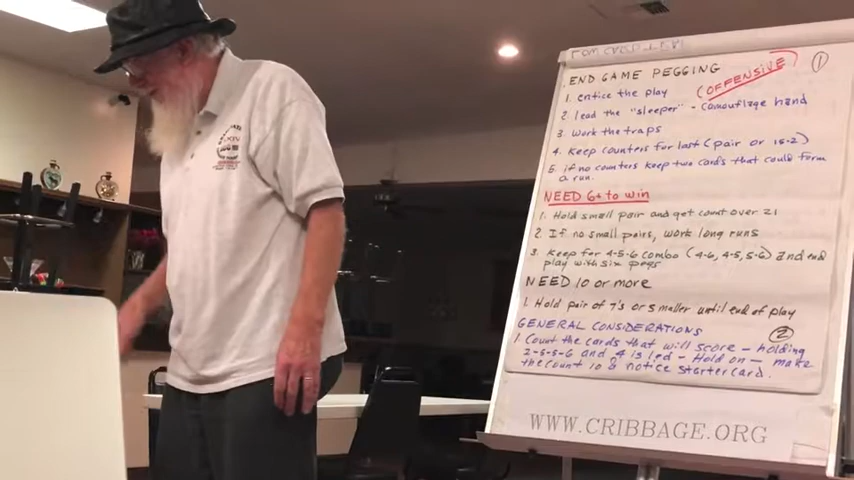 END GAME PEGGING
(OFFENSIVE)
1
1. entice the play
2. lead the "sleeper" - camouflage hand
3. work the traps
4. Keep counters for last (pair or 15-2)
5. if no counters keep two cards that could form
a run.
NEED 6+ to win
1. Hold small pair and get count over 21
2. If no small pairs, work long runs
3. Keep for 4-5-6 combo (4-6, 4-5, 5-6) and end
play with six pegs
NEED 10 or more
1. Hold pair of 7's or smaller until end of play
GENERAL CONSIDERATIONS
2
1. Count the cards that will score - holding
2-5-5-6 and 4 is led - Hold on - make
the count 10 & notice starter card.
WWW.CRIBBAGE.ORG